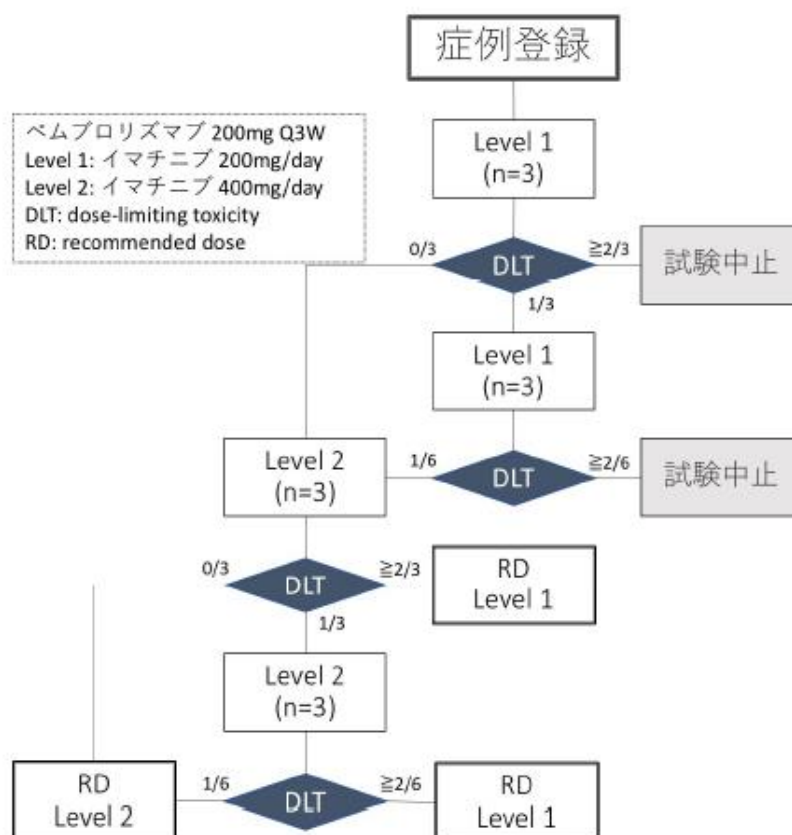 症例登録
ペムブロリズマブ 200mg Q3W
Level 1: イマチニブ 200mg/day
Level 2: イマチニブ 400mg/day
DLT: dose-limiting toxicity
RD: recommended dose
Level 1
(n=3)
0/3
DLT
≧2/3
試験中止
1/3
Level 1
(n=3)
Level 2
(n=3)
1/6
DLT
≧2/6
試験中止
0/3
DLT
≧2/3
RD
Level 1
1/3
Level 2
(n=3)
RD
Level 2
1/6
DLT
≧2/6
RD
Level 1